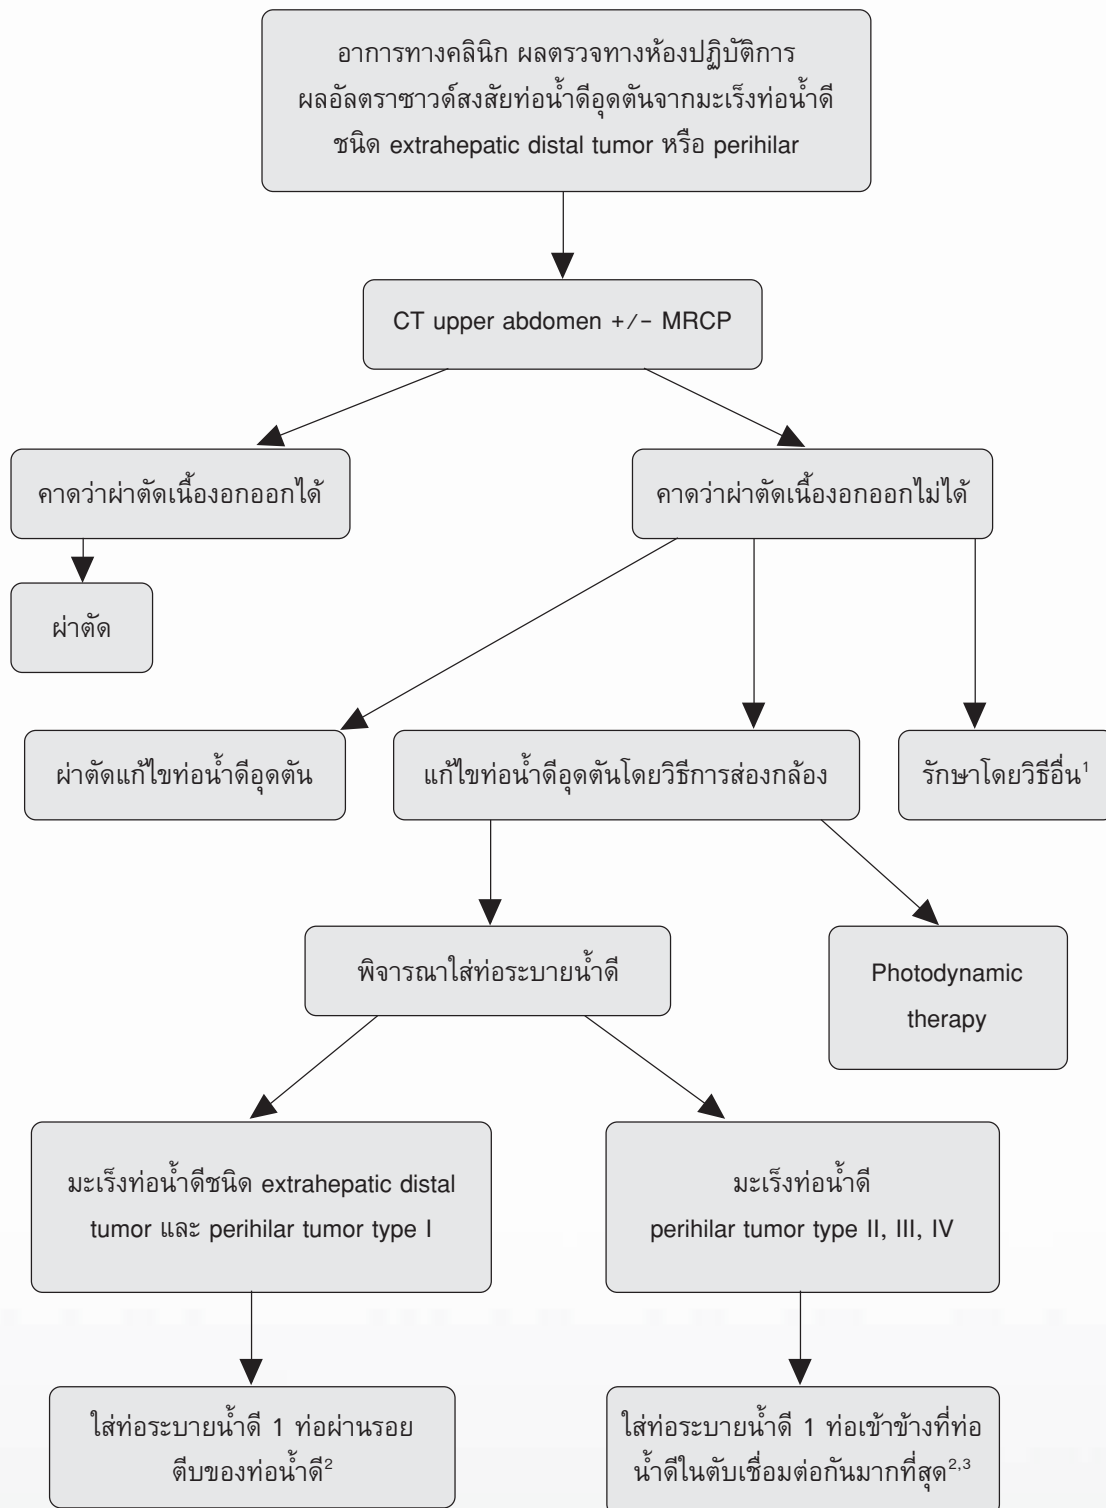 อาการทางคลินิก ผลตรวจทางห้องปฏิบัติการ
ผลอัลตราซาวด์สงสัยท่อน้ำดีอุดตันจากมะเร็งท่อน้ำดี
ชนิด extrahepatic distal tumor หรือ perihilar
CT upper abdomen +/- MRCP
คาดว่าผ่าตัดเนื้องอกออกได้
คาดว่าผ่าตัดเนื้องอกออกไม่ได้
ผ่าตัด
ผ่าตัดแก้ไขท่อน้ำดีอุดตัน
แก้ไขท่อน้ำดีอุดตันโดยวิธีการส่องกล้อง
รักษาโดยวิธีอื่น¹
พิจารณาใส่ท่อระบายน้ำดี
Photodynamic
therapy
มะเร็งท่อน้ำดีชนิด extrahepatic distal
tumor และ perihilar tumor type I
มะเร็งท่อน้ำดี
perihilar tumor type II, III, IV
ใส่ท่อระบายน้ำดี 1 ท่อผ่านรอย
ตีบของท่อน้ำดี²
ใส่ท่อระบายน้ำดี 1 ท่อเข้าข้างที่ท่อ
น้ำดีในตับเชื่อมต่อกันมากที่สุด²,³